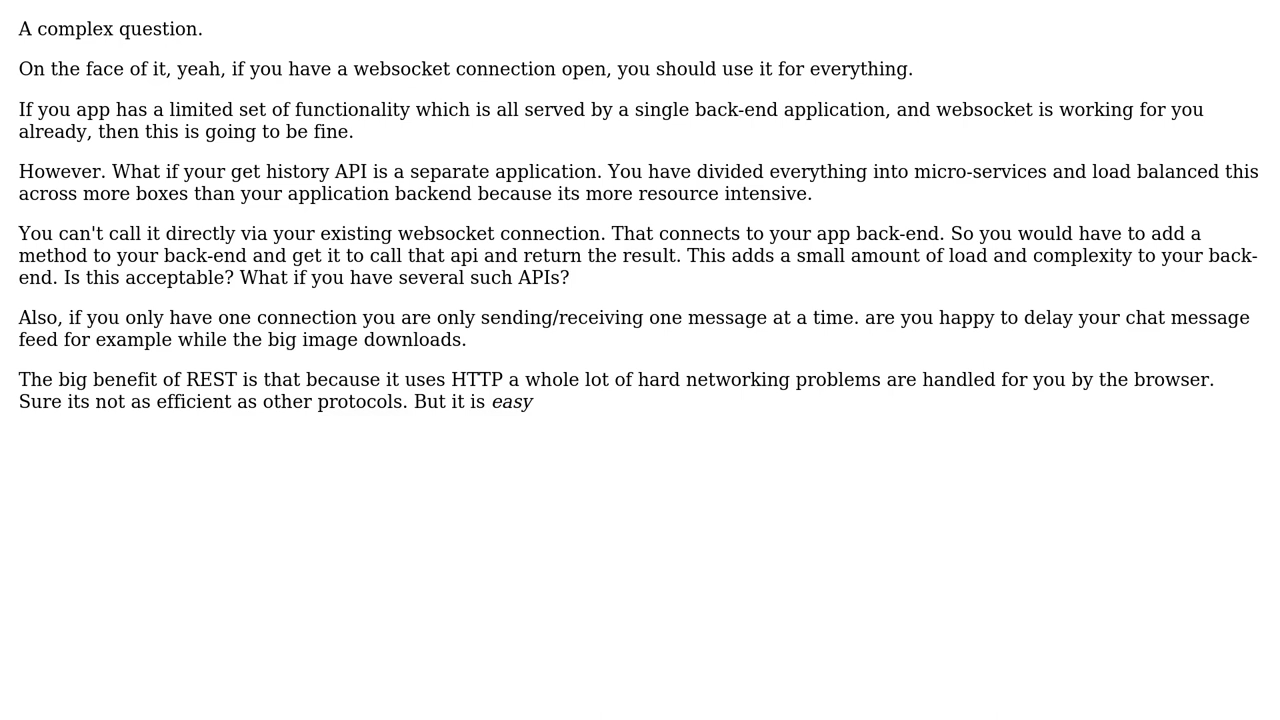 A complex question.
On the face of it, yeah, if you have a websocket connection open, you should use it for everything.
If you app has a limited set of functionality which is all served by a single back-end application, and websocket is working for you
already, then this is going to be fine.
However. What if your get history API is a separate application. You have divided everything into micro-services and load balanced this
across more boxes than your application backend because its more resource intensive.
You can't call it directly via your existing websocket connection. That connects to your app back-end. So you would have to add a
method to your back-end and get it to call that api and return the result. This adds a small amount of load and complexity to your back-
end. Is this acceptable? What if you have several such APIs?
Also, if you only have one connection you are only sending/receiving one message at a time. are you happy to delay your chat message
feed for example while the big image downloads.
The big benefit of REST is that because it uses HTTP a whole lot of hard networking problems are handled for you by the browser.
Sure its not as efficient as other protocols. But it is easy